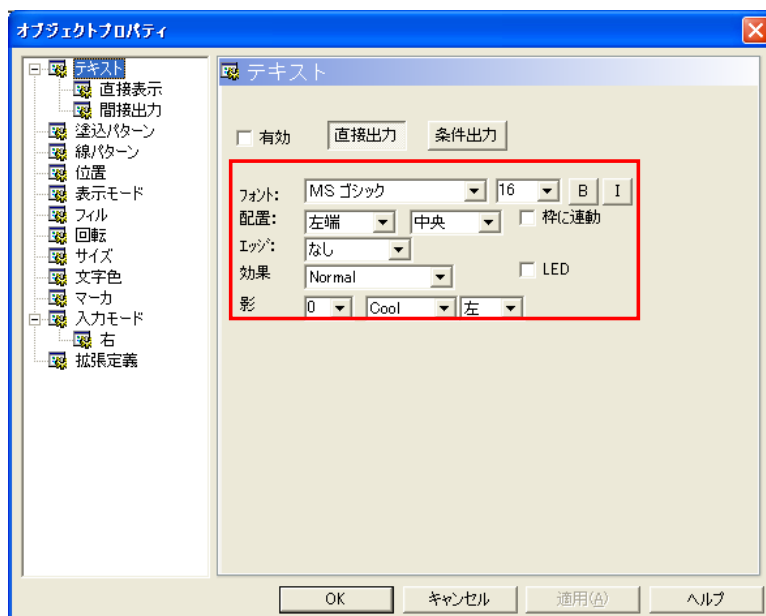 オブジェクトプロパティ
テキスト
直接表示
間接出力
塗込パターン
線パターン
位置
表示モード
フィル
回転
サイズ
文字色
マーカ
入力モード
右
拡張定義
テキスト
有効 直接出力 条件出力
フォント: MS ゴシック 16 B I
配置: 左端 中央 枠に連動
エッジ: なし
効果 Normal LED
影 0 Cool 左
OK キャンセル 適用(A) ヘルプ